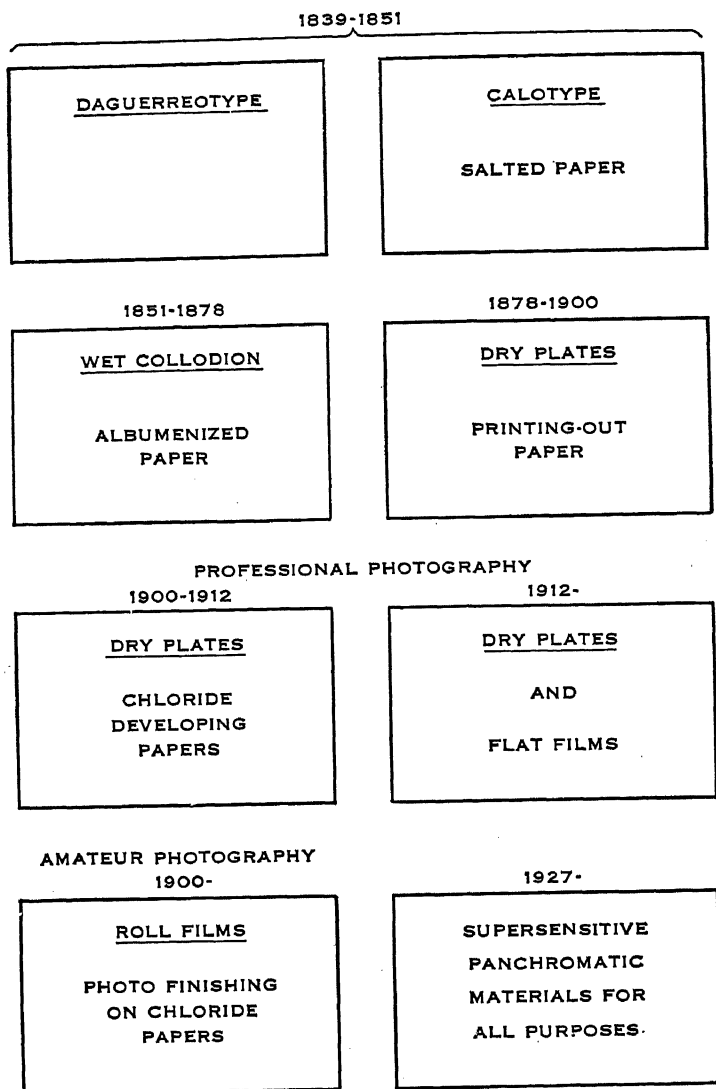 1839-1851
DAGUERREOTYPE
CALOTYPE
SALTED PAPER
1851-1878
WET COLLODION
ALBUMENIZED
PAPER
1878-1900
DRY PLATES
PRINTING-OUT
PAPER
PROFESSIONAL PHOTOGRAPHY
1900-1912
DRY PLATES
CHLORIDE
DEVELOPING
PAPERS
1912-
DRY PLATES
AND
FLAT FILMS
AMATEUR PHOTOGRAPHY
1900-
ROLL FILMS
PHOTO FINISHING
ON CHLORIDE
PAPERS
1927-
SUPERSENSITIVE
PANCHROMATIC
MATERIALS FOR
ALL PURPOSES.